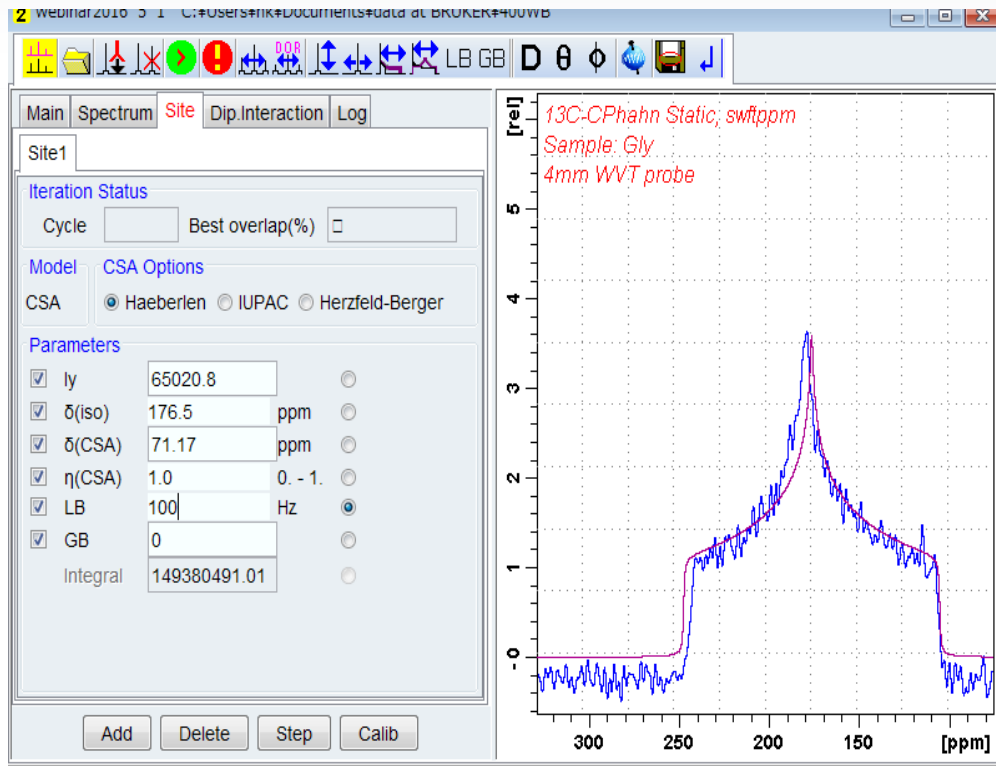 2 Webinar2016 5 1 C:¥Users¥nk¥Documents¥data at BRUKER¥400WB
DOR LB GB D θ ϕ
Main Spectrum Site Dip.Interaction Log
Site1
Iteration Status
Cycle Best overlap(%) □
Model CSA Options
CSA Haeberlen IUPAC Herzfeld-Berger
Parameters
Iy 65020.8
δ(iso) 176.5 ppm
δ(CSA) 71.17 ppm
η(CSA) 1.0 0. - 1.
LB 100 Hz
GB 0
Integral 149380491.01
Add Delete Step Calib
[rel]
13C-CPhahn Static; swftppm
Sample: Gly
4mm WVT probe
5
4
3
2
1
0
300 250 200 150 [ppm]